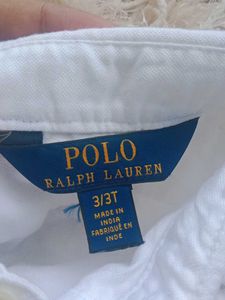 POLO
RALPH LAUREN
3/3T
MADE IN
INDIA
FABRIQUÉ EN
INDE